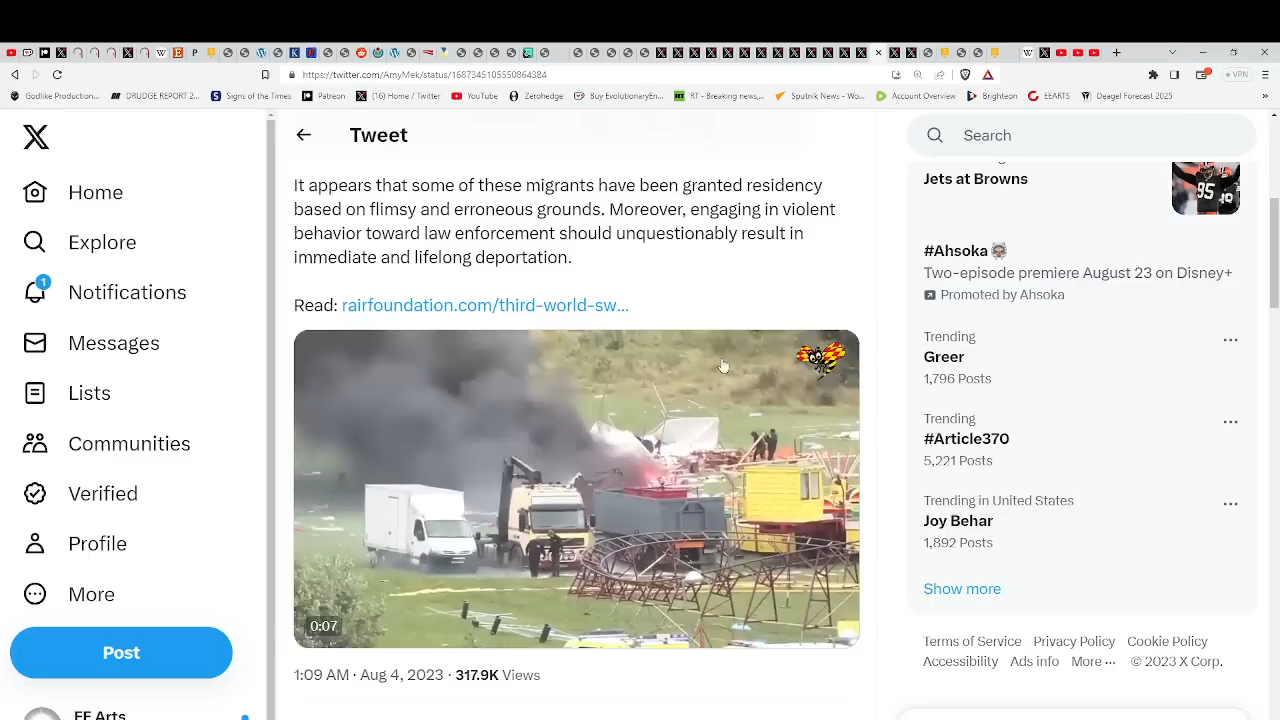 https://twitter.com/AmyMek/status/1687345105550864384
VPN
Godlike Production...
DRUDGE REPORT 2...
Signs of the Times
Patreon
(16) Home / Twitter
YouTube
Zerohedge
Buy EvolutionaryEn...
RT - Breaking news,...
Sputnik News - Wo...
Account Overview
Brighteon
EEARTS
Deagel Forecast 2025
Home
Explore
1
Notifications
Messages
Lists
Communities
Verified
Profile
More
Post
EE Arts
Tweet
It appears that some of these migrants have been granted residency
based on flimsy and erroneous grounds. Moreover, engaging in violent
behavior toward law enforcement should unquestionably result in
immediate and lifelong deportation.
Read: rairfoundation.com/third-world-sw...
0:07
1:09 AM · Aug 4, 2023 · 317.9K Views
Search
Jets at Browns
95
#Ahsoka
Two-episode premiere August 23 on Disney+
Promoted by Ahsoka
Trending
Greer
1,796 Posts
Trending
#Article370
5,221 Posts
Trending in United States
Joy Behar
1,892 Posts
Show more
Terms of Service Privacy Policy Cookie Policy
Accessibility Ads info More ··· © 2023 X Corp.